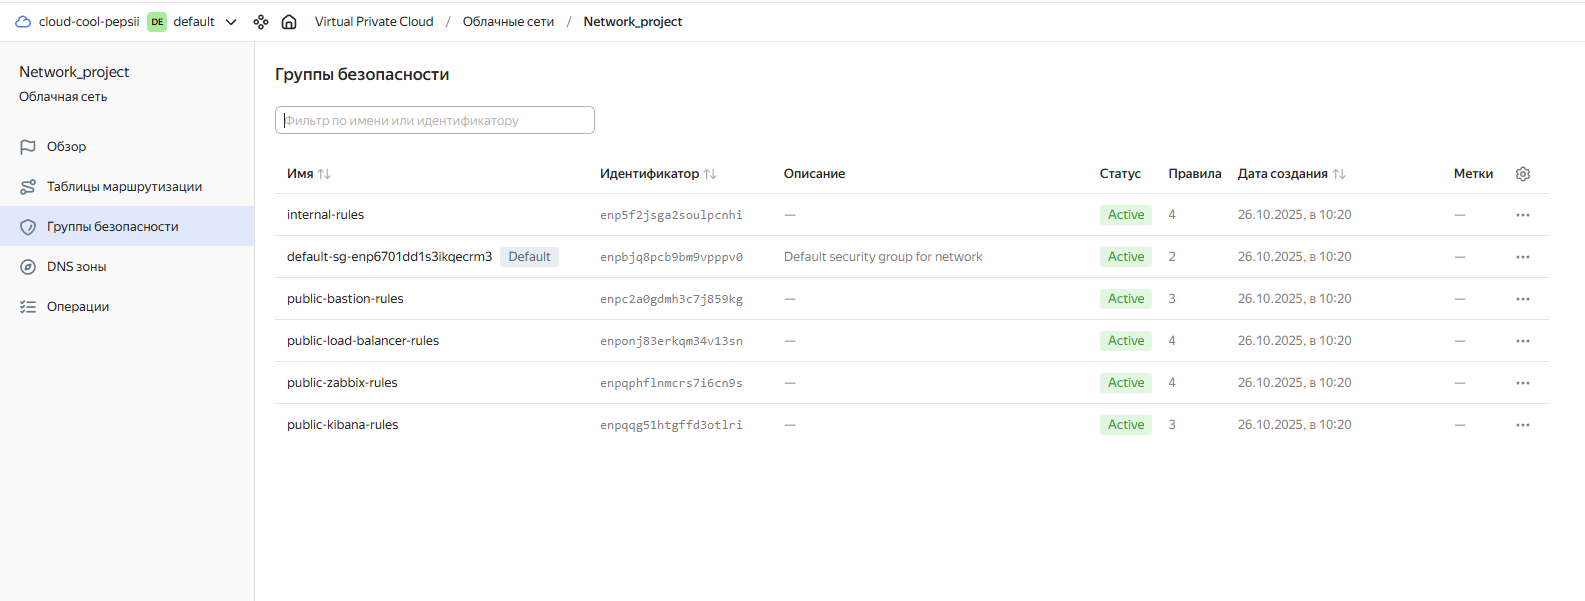 cloud-cool-pepsii DE default Virtual Private Cloud / Облачные сети / Network_project
Network_project
Облачная сеть
Обзор
Таблицы маршрутизации
Группы безопасности
DNS зоны
Операции
Группы безопасности
Фильтр по имени или идентификатору
Имя Идентификатор Описание Статус Правила Дата создания Метки
internal-rules enp5f2jsga2soulpcnhi — Active 4 26.10.2025, в 10:20 —
default-sg-enp6701dd1s3ikqecrm3 Default enpbjq8pcb9bm9vpppv0 Default security group for network Active 2 26.10.2025, в 10:20 —
public-bastion-rules enpc2a0gdmh3c7j859kg — Active 3 26.10.2025, в 10:20 —
public-load-balancer-rules enponj83erkqm34v13sn — Active 4 26.10.2025, в 10:20 —
public-zabbix-rules enpqphflnmcrs7i6cn9s — Active 4 26.10.2025, в 10:20 —
public-kibana-rules enpqqg51htgffd3otlri — Active 3 26.10.2025, в 10:20 —